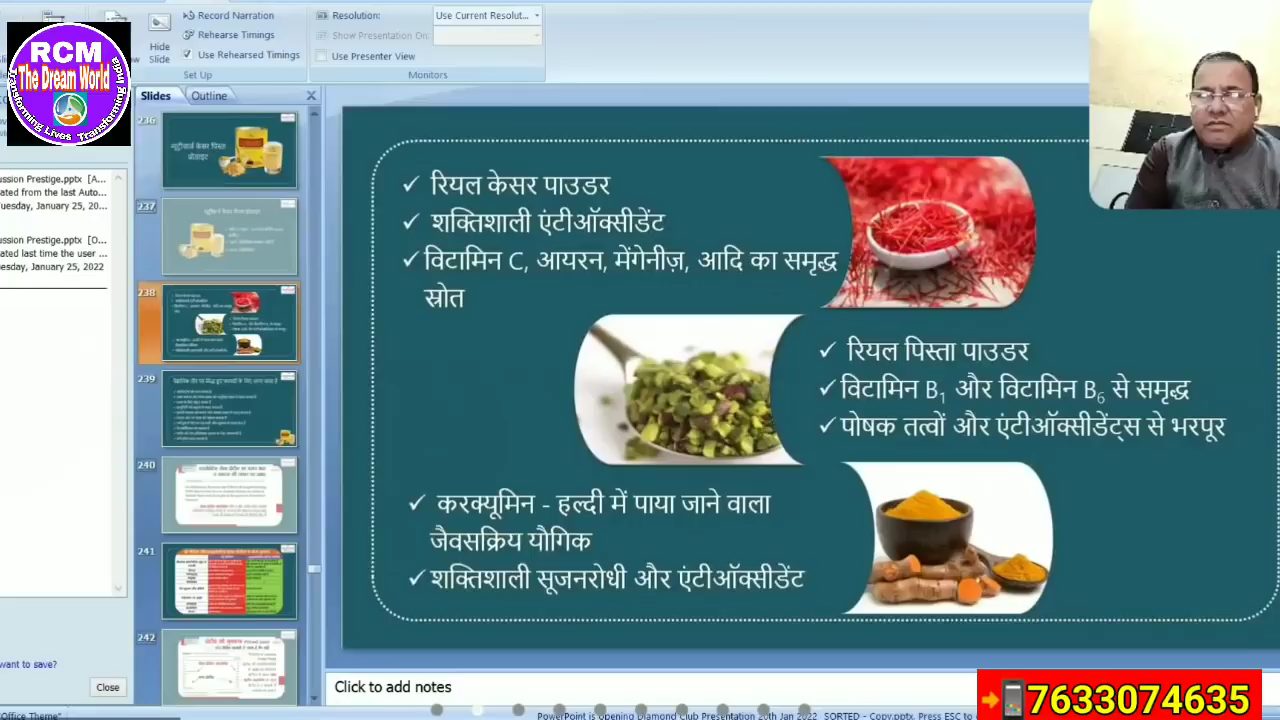 Record Narration
Resolution:
Use Current Resolut...
Rehearse Timings
Show Presentation On:
Hide
Slide
Use Rehearsed Timings
Use Presenter View
Set Up
Monitors
RCM
The Dream World
Transforming Lives Transforming India
Slides
Outline
236
237
238
239
240
241
242
ussion Prestige.pptx [A...
ated from the last Auto...
uesday, January 25, 20...
ussion Prestige.pptx [O...
ated last time the user ...
uesday, January 25, 2022
want to save?
Close
✓ रियल केसर पाउडर
✓ शक्तिशाली एंटीऑक्सीडेंट
✓ विटामिन C, आयरन, मेंगेनीज़, आदि का समृद्ध
स्रोत
✓ रियल पिस्ता पाउडर
✓ विटामिन B₁ और विटामिन B₆ से समृद्ध
✓ पोषक तत्वों और एंटीऑक्सीडेंट्स से भरपूर
✓ करक्यूमिन - हल्दी में पाया जाने वाला
जैवसक्रिय यौगिक
✓ शक्तिशाली सूजनरोधी और एंटीऑक्सीडेंट
Click to add notes
7633074635
Office Theme"
PowerPoint is opening Diamond Club Presentation 20th Jan 2022_SORTED - Copy.pptx. Press ESC to c